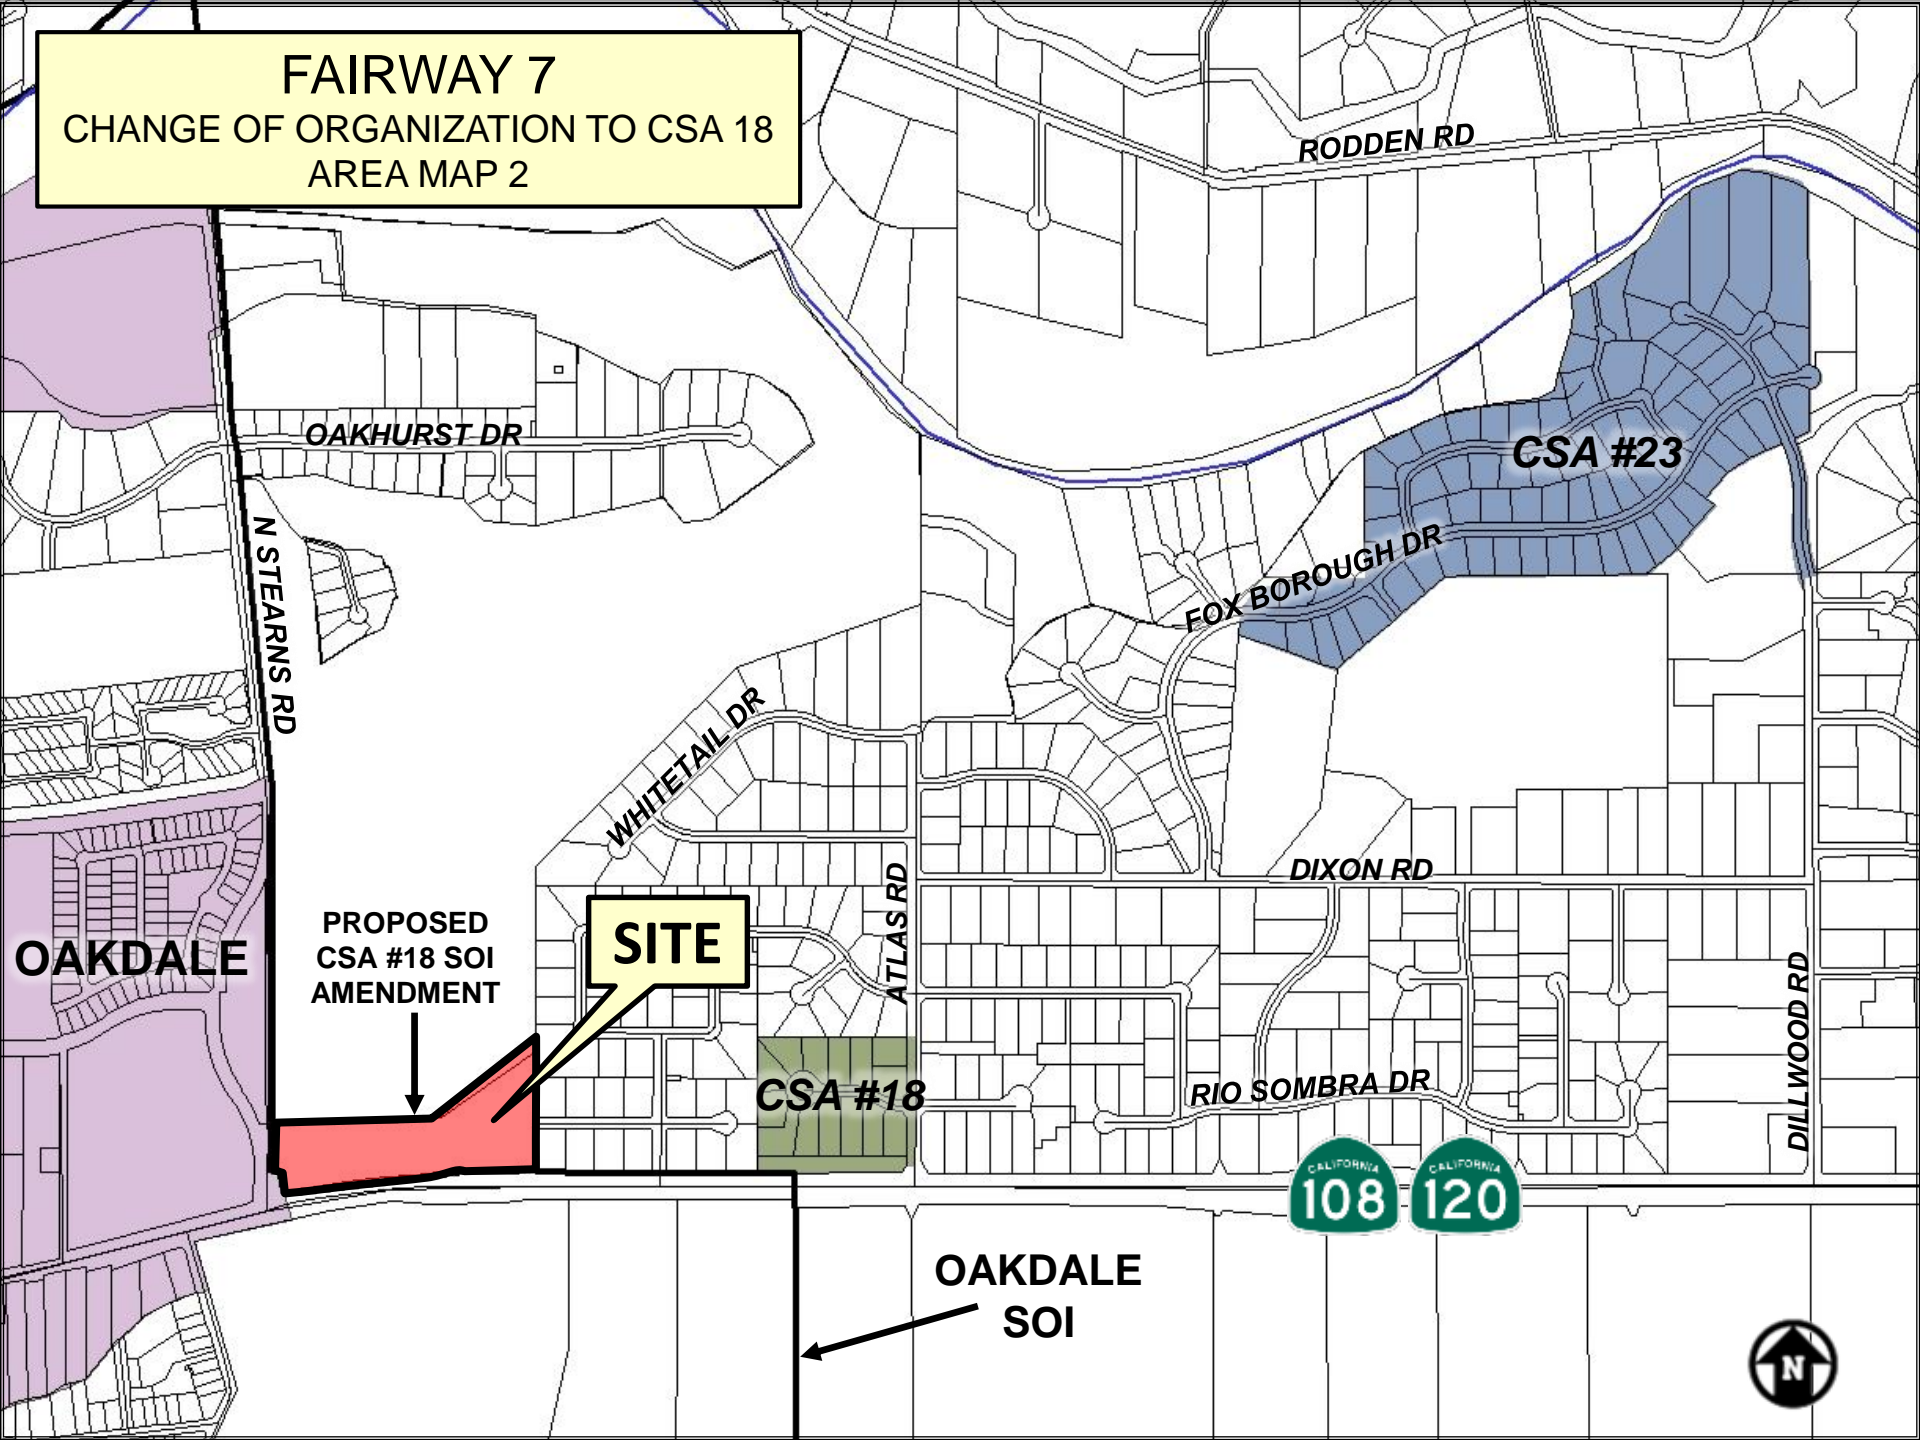 FAIRWAY 7
CHANGE OF ORGANIZATION TO CSA 18
AREA MAP 2
RODDEN RD
OAKHURST DR
CSA #23
N STEARNS RD
FOX BOROUGH DR
WHITETAIL DR
DIXON RD
ATLAS RD
PROPOSED
CSA #18 SOI
AMENDMENT
SITE
OAKDALE
DILLWOOD RD
CSA #18
RIO SOMBRA DR
CALIFORNIA
108
CALIFORNIA
120
OAKDALE
SOI
N